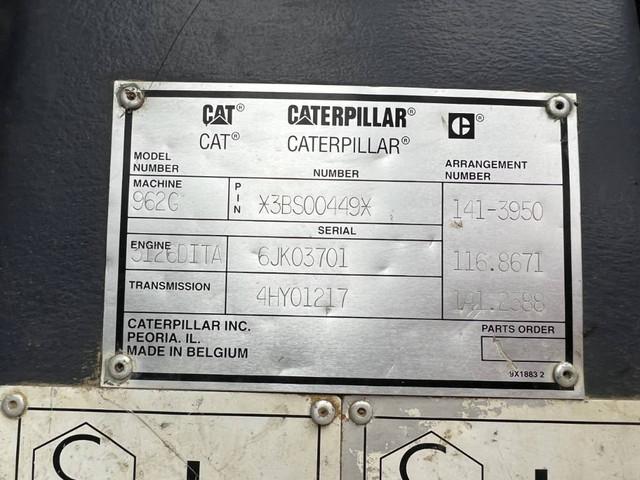 CAT® CATERPILLAR® C®
CAT® CATERPILLAR®
MODEL NUMBER NUMBER ARRANGEMENT NUMBER
MACHINE 962G PIN *3BS00449* 141-3950
SERIAL
ENGINE 3126DITA 6JK03701 116.8671
TRANSMISSION 4HY01217 141.2388
CATERPILLAR INC.
PEORIA. IL. PARTS ORDER
MADE IN BELGIUM
9X1883 2